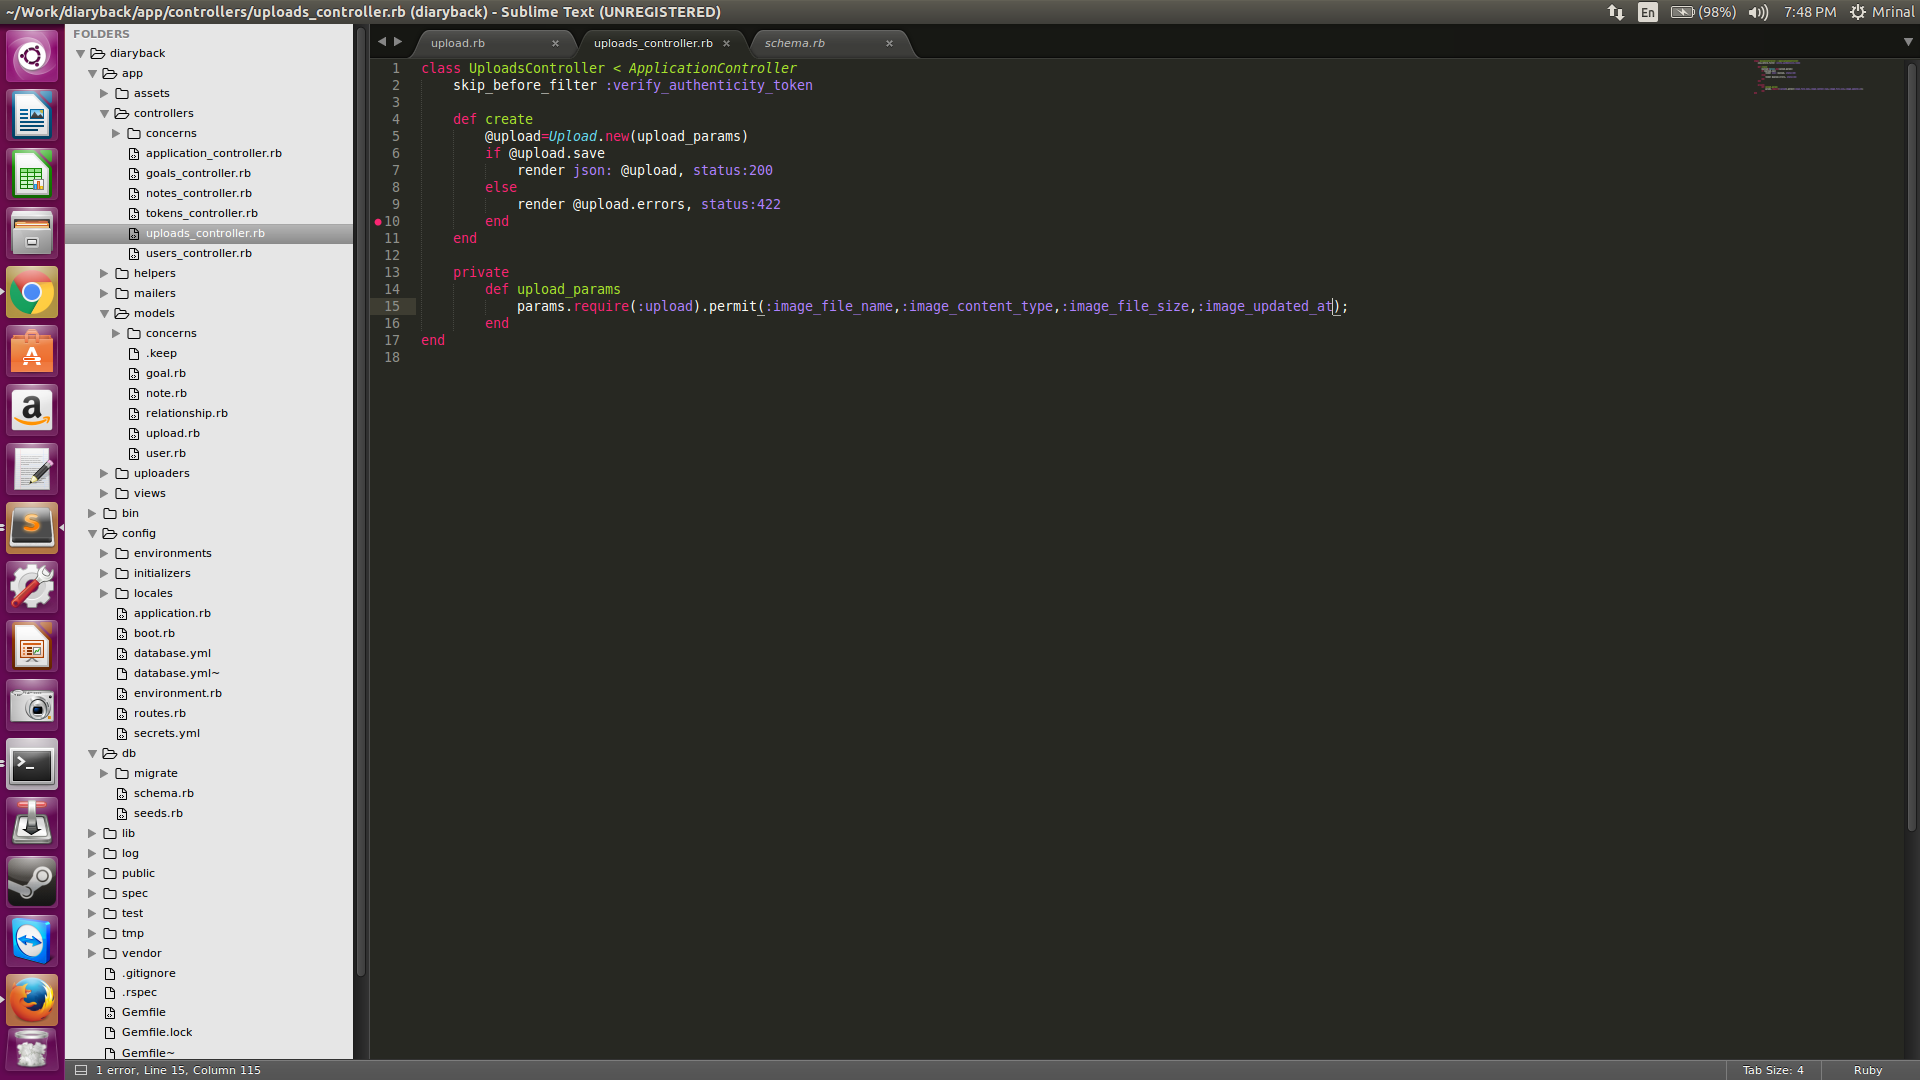 ~/Work/diaryback/app/controllers/uploads_controller.rb (diaryback) - Sublime Text (UNREGISTERED)
En (98%) 7:48 PM Mrinal
FOLDERS
diaryback
app
assets
controllers
concerns
application_controller.rb
goals_controller.rb
notes_controller.rb
tokens_controller.rb
uploads_controller.rb
users_controller.rb
helpers
mailers
models
concerns
.keep
goal.rb
note.rb
relationship.rb
upload.rb
user.rb
uploaders
views
bin
config
environments
initializers
locales
application.rb
boot.rb
database.yml
database.yml~
environment.rb
routes.rb
secrets.yml
db
migrate
schema.rb
seeds.rb
lib
log
public
spec
test
tmp
vendor
.gitignore
.rspec
Gemfile
Gemfile.lock
Gemfile~
upload.rb × uploads_controller.rb × schema.rb ×
1 class UploadsController < ApplicationController
2     skip_before_filter :verify_authenticity_token
3
4     def create
5         @upload=Upload.new(upload_params)
6         if @upload.save
7             render json: @upload, status:200
8         else
9             render @upload.errors, status:422
10         end
11     end
12
13     private
14         def upload_params
15             params.require(:upload).permit(:image_file_name,:image_content_type,:image_file_size,:image_updated_at);
16         end
17 end
18
1 error, Line 15, Column 115
Tab Size: 4 Ruby